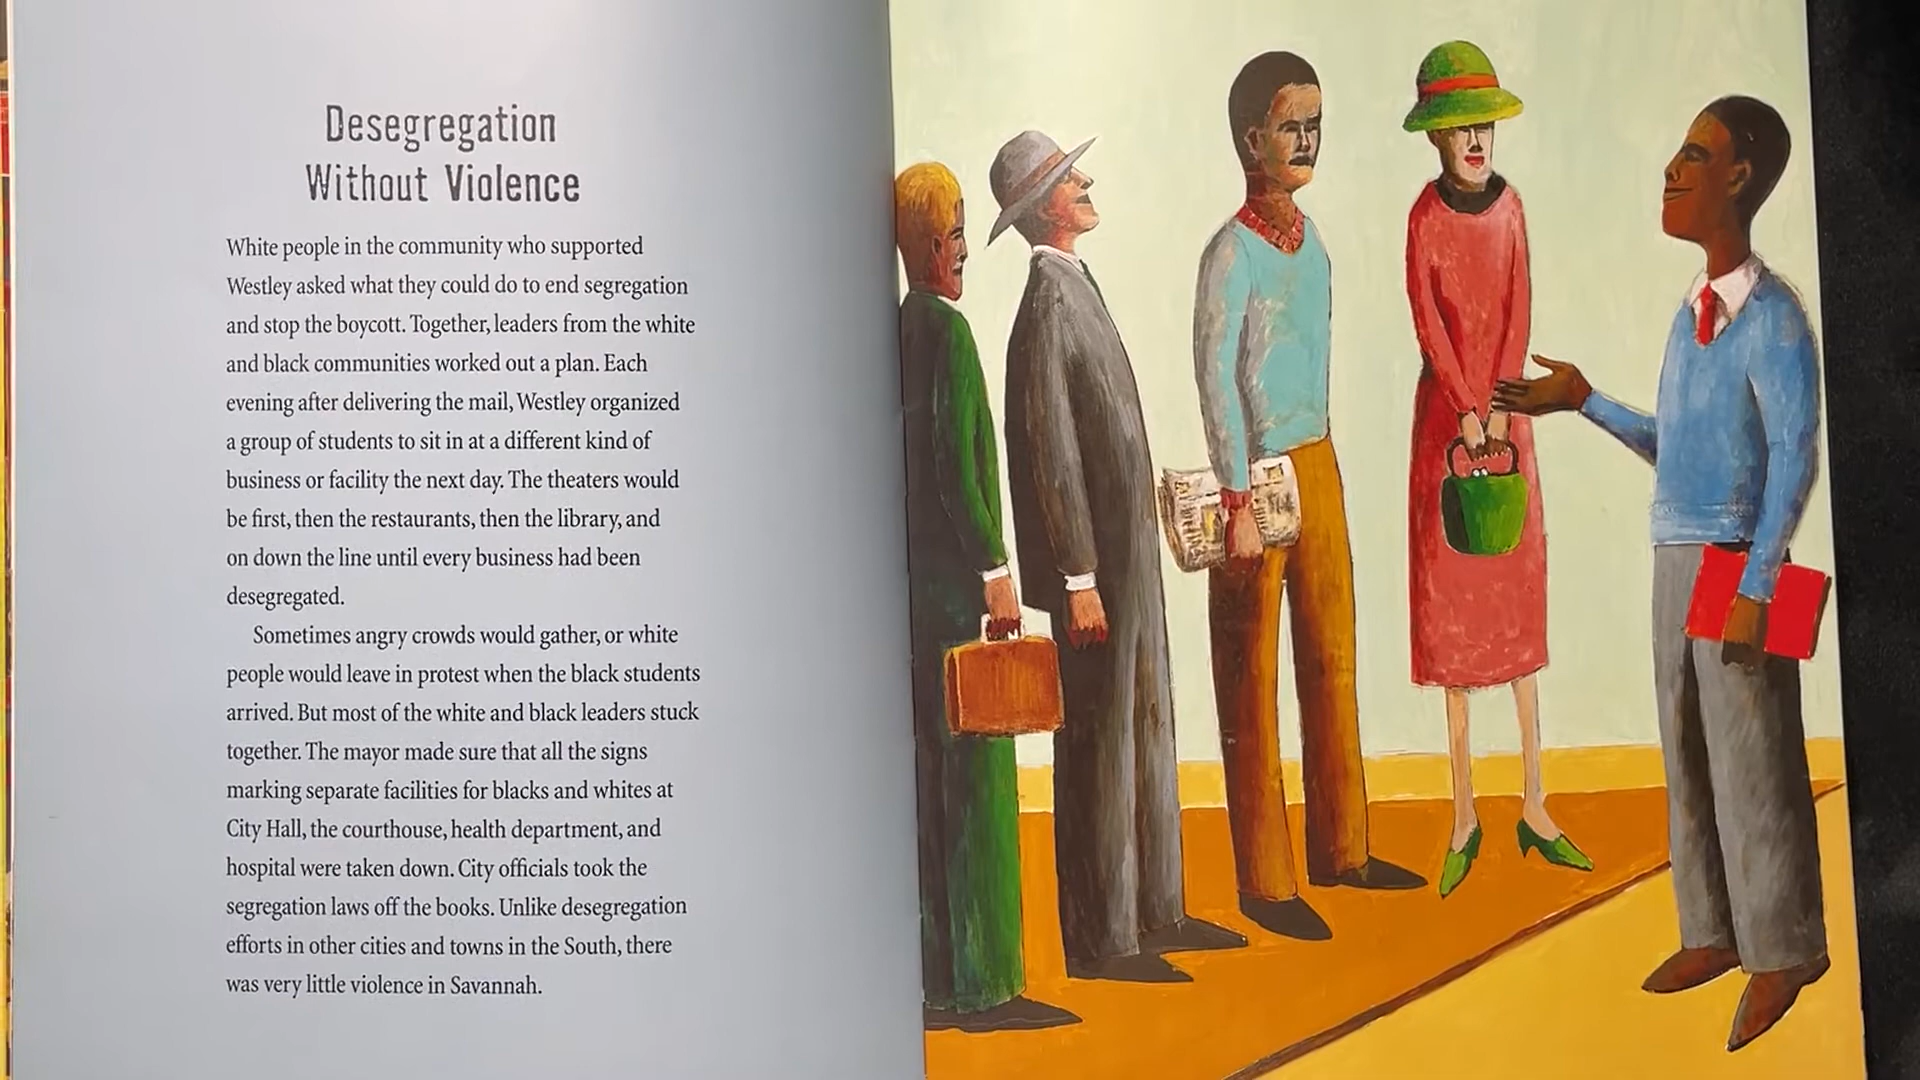 Desegregation
Without Violence
White people in the community who supported
Westley asked what they could do to end segregation
and stop the boycott. Together, leaders from the white
and black communities worked out a plan. Each
evening after delivering the mail, Westley organized
a group of students to sit in at a different kind of
business or facility the next day. The theaters would
be first, then the restaurants, then the library, and
on down the line until every business had been
desegregated.
Sometimes angry crowds would gather, or white
people would leave in protest when the black students
arrived. But most of the white and black leaders stuck
together. The mayor made sure that all the signs
marking separate facilities for blacks and whites at
City Hall, the courthouse, health department, and
hospital were taken down. City officials took the
segregation laws off the books. Unlike desegregation
efforts in other cities and towns in the South, there
was very little violence in Savannah.